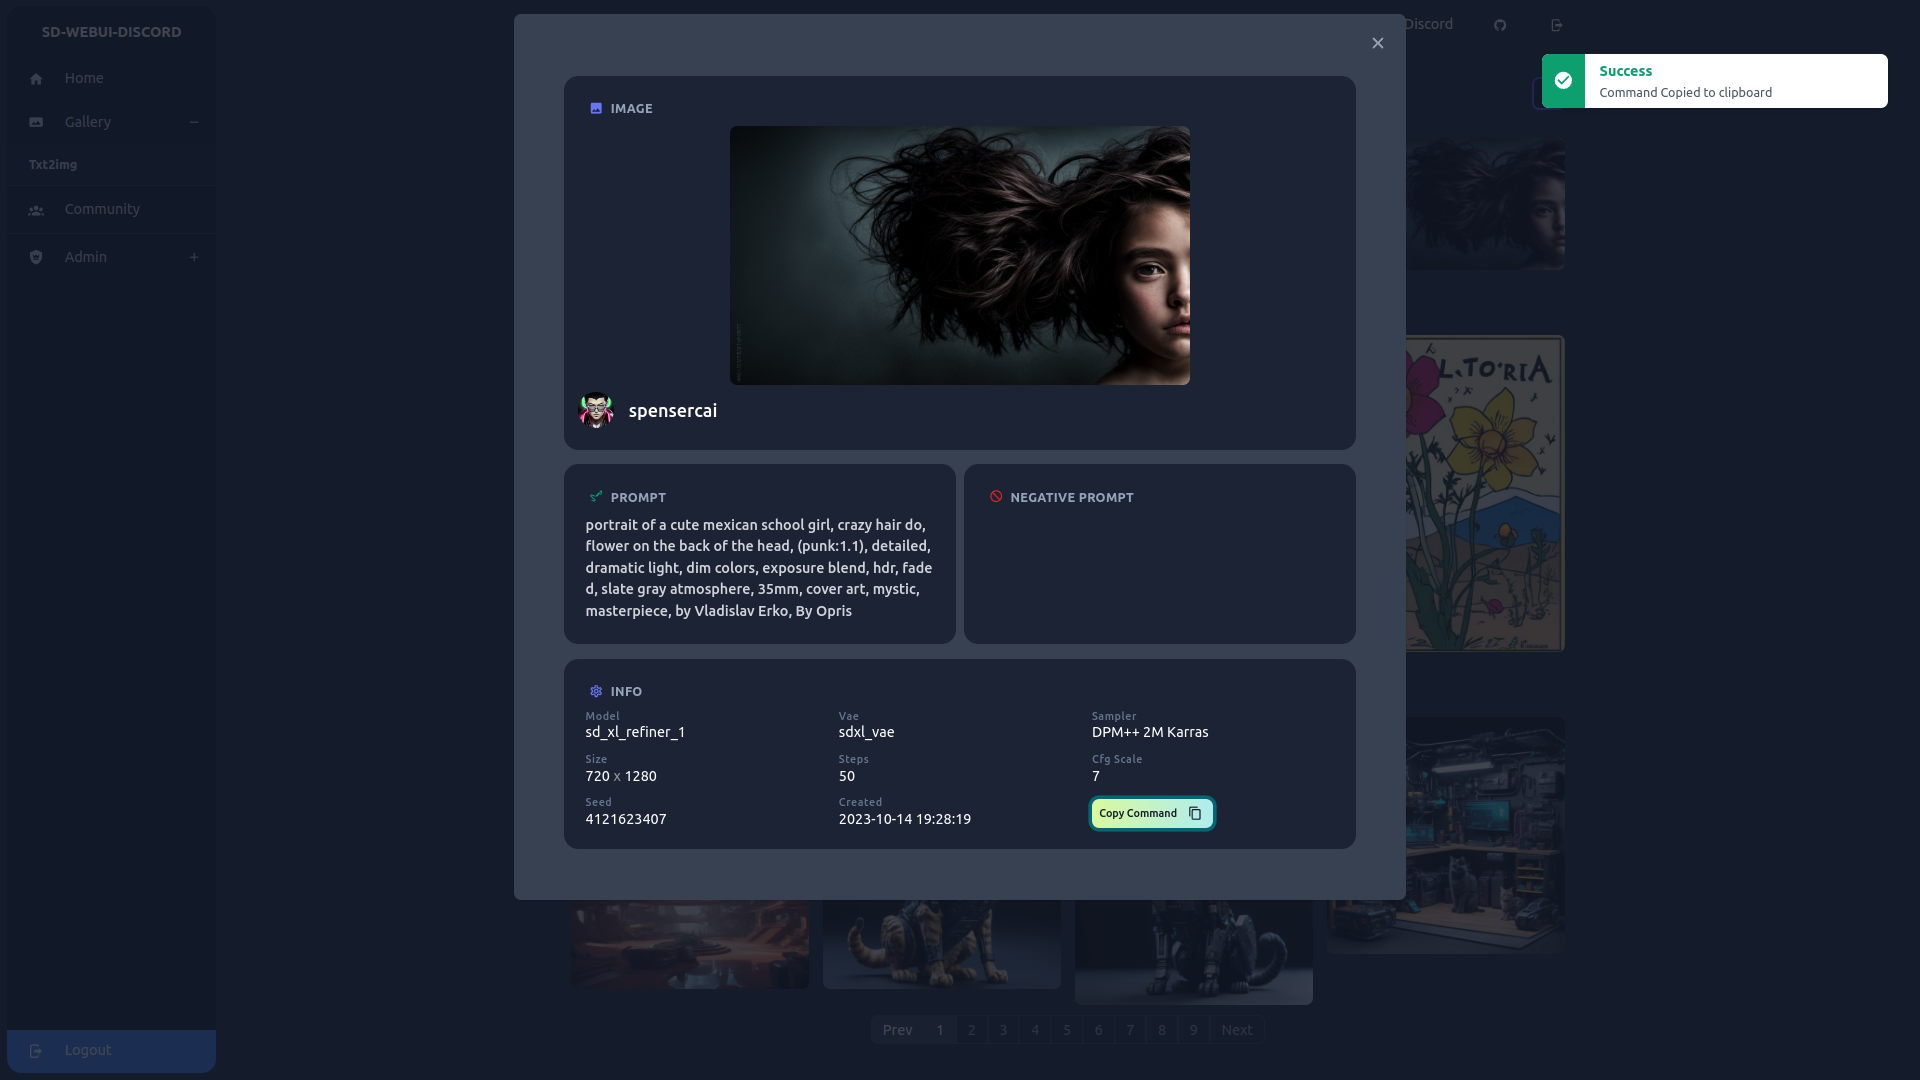 SD-WEBUI-DISCORD
Home
Gallery
Txt2img
Community
Admin
Logout
Discord
Success
Command Copied to clipboard
IMAGE
spensercai
PROMPT
portrait of a cute mexican school girl, crazy hair do,
flower on the back of the head, (punk:1.1), detailed,
dramatic light, dim colors, exposure blend, hdr, fade
d, slate gray atmosphere, 35mm, cover art, mystic,
masterpiece, by Vladislav Erko, By Opris
NEGATIVE PROMPT
INFO
Model
sd_xl_refiner_1
Vae
sdxl_vae
Sampler
DPM++ 2M Karras
Size
720 x 1280
Steps
50
Cfg Scale
7
Seed
4121623407
Created
2023-10-14 19:28:19
Copy Command
L.TO·RIA
Prev 1 2 3 4 5 6 7 8 9 Next